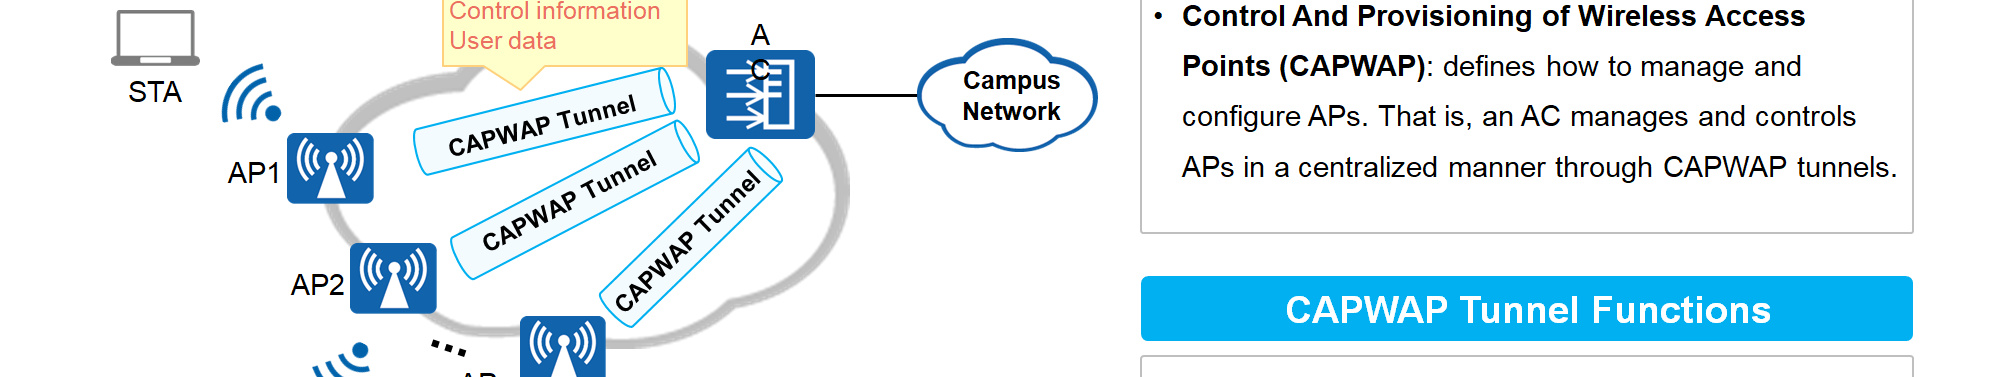 Control information
User data
STA
A
C
Campus
Network
CAPWAP Tunnel
CAPWAP Tunnel
CAPWAP Tunnel
AP1
AP2
...
• Control And Provisioning of Wireless Access
Points (CAPWAP): defines how to manage and
configure APs. That is, an AC manages and controls
APs in a centralized manner through CAPWAP tunnels.
CAPWAP Tunnel Functions